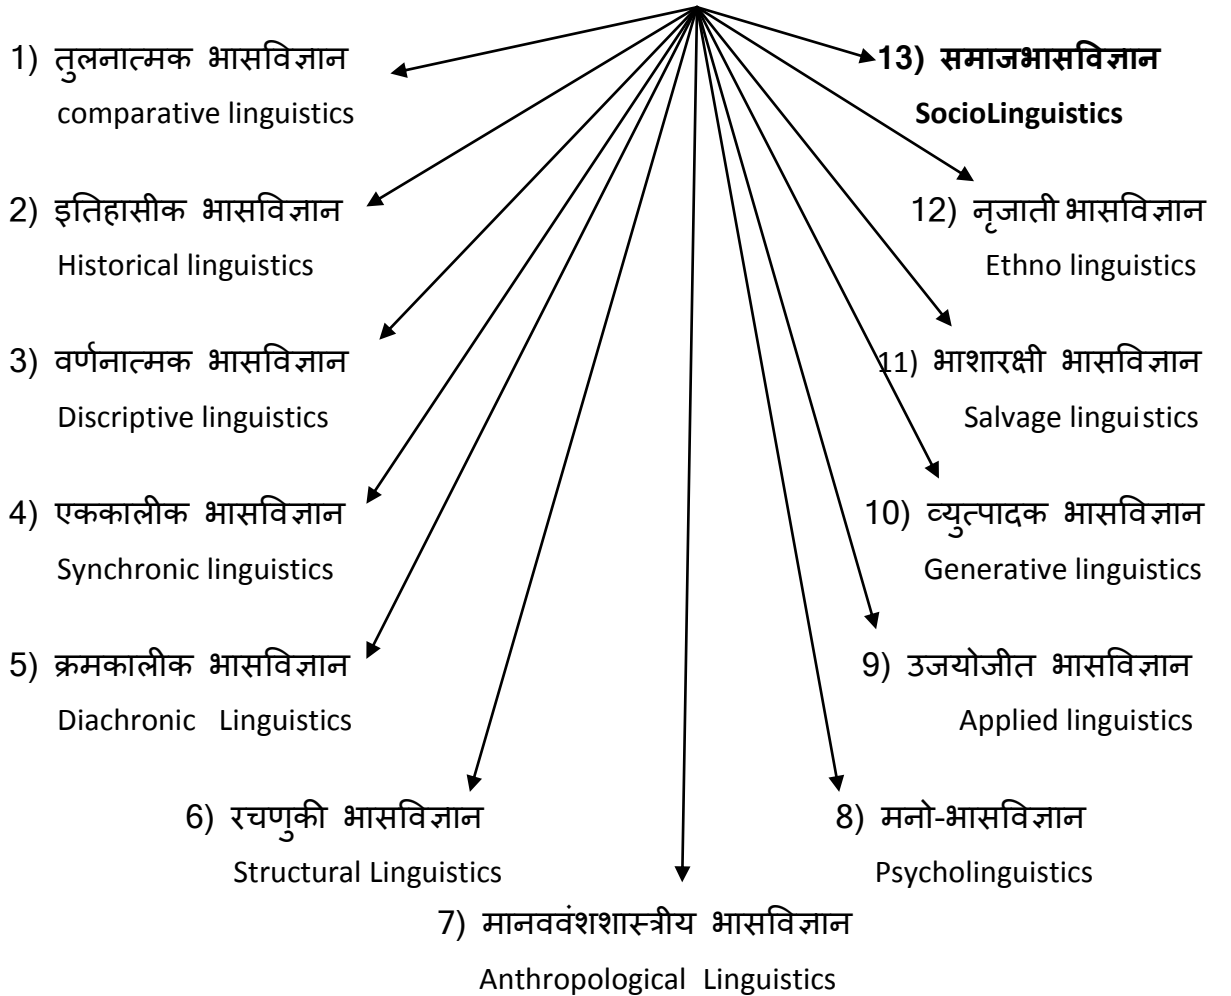 1) तुलनात्मक भासविज्ञान
comparative linguistics
2) इतिहासीक भासविज्ञान
Historical linguistics
3) वर्णनात्मक भासविज्ञान
Discriptive linguistics
4) एककालीक भासविज्ञान
Synchronic linguistics
5) क्रमकालीक भासविज्ञान
Diachronic Linguistics
6) रचणुकी भासविज्ञान
Structural Linguistics
7) मानववंशशास्त्रीय भासविज्ञान
Anthropological Linguistics
8) मनो-भासविज्ञान
Psycholinguistics
9) उजयोजीत भासविज्ञान
Applied linguistics
10) व्युत्पादक भासविज्ञान
Generative linguistics
11) भाशारक्षी भासविज्ञान
Salvage linguistics
12) नृजाती भासविज्ञान
Ethno linguistics
13) समाजभासविज्ञान
SocioLinguistics